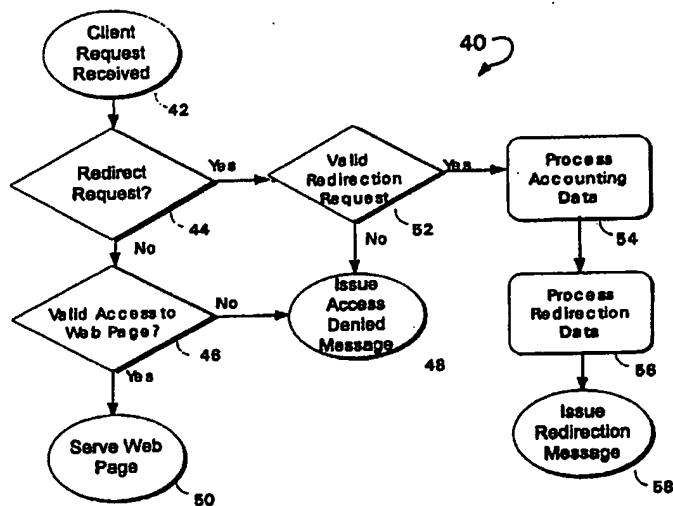 Client
Request
Received
42
40
Redirect
Request?
44
Yes
Valid
Redirection
Request
52
Yes
Process
Accounting
Data
54
No
No
Valid Access to
Web Page?
46
No
Issue
Access
Denied
Message
48
Process
Redirection
Data
56
Yes
Serve Web
Page
50
Issue
Redirection
Message
58